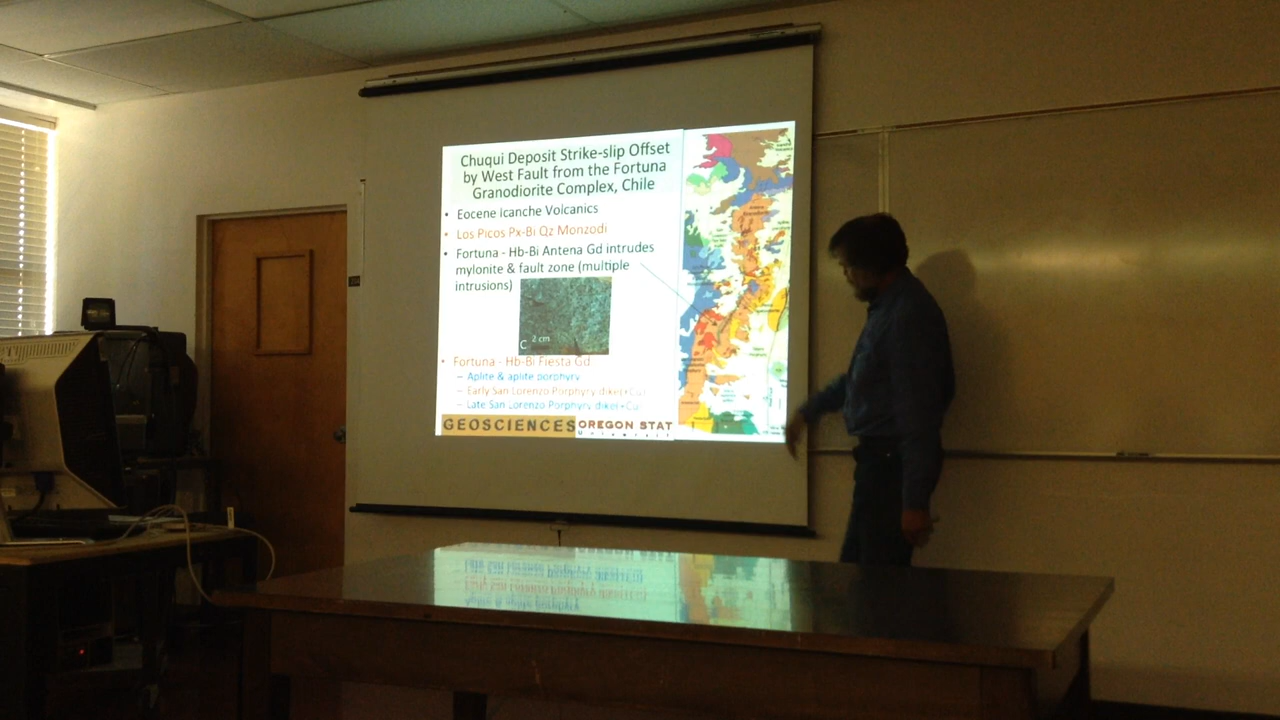 Chuqui Deposit Strike-slip Offset
by West Fault from the Fortuna
Granodiorite Complex, Chile
• Eocene Icanche Volcanics
• Los Picos Px-Bi Qz Monzodi
• Fortuna - Hb-Bi Antena Gd intrudes
mylonite & fault zone (multiple
intrusions)
C 2 cm
• Fortuna - Hb-Bi Fiesta Gd
– Aplite & aplite porphyry
– Early San Lorenzo Porphyry dike(+Cu)
– Late San Lorenzo Porphyry dike(+Cu)
GEOSCIENCES OREGON STAT
University